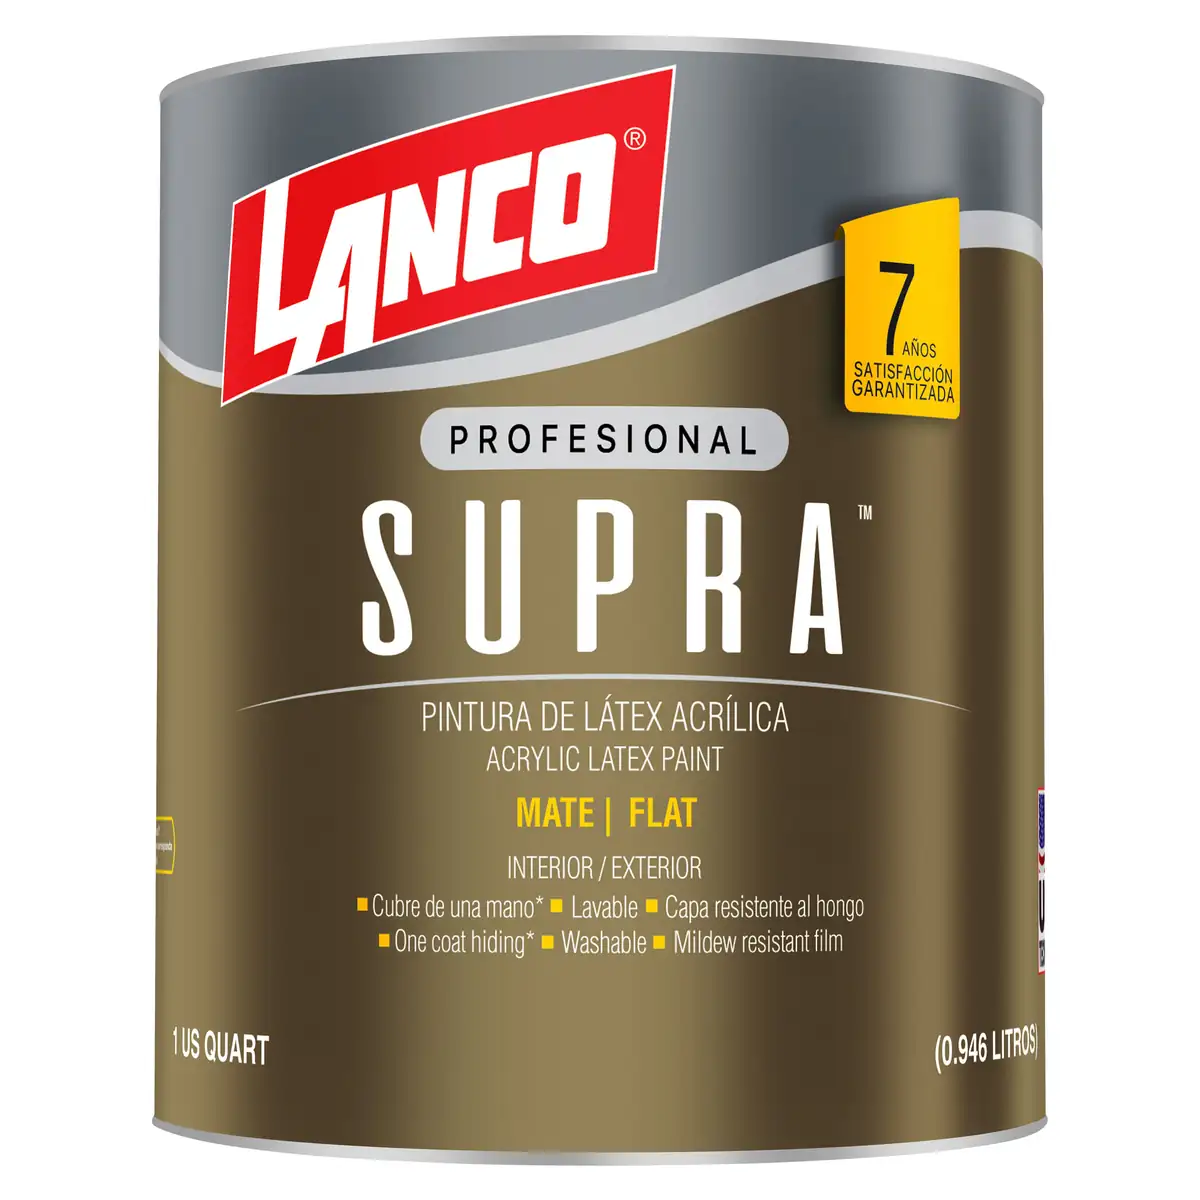 LANCO®
7
AÑOS
SATISFACCIÓN
GARANTIZADA
PROFESIONAL
SUPRA™
PINTURA DE LÁTEX ACRÍLICA
ACRYLIC LATEX PAINT
MATE | FLAT
INTERIOR / EXTERIOR
■ Cubre de una mano* ■ Lavable ■ Capa resistente al hongo
■ One coat hiding* ■ Washable ■ Mildew resistant film
1 US QUART
(0.946 LITROS)